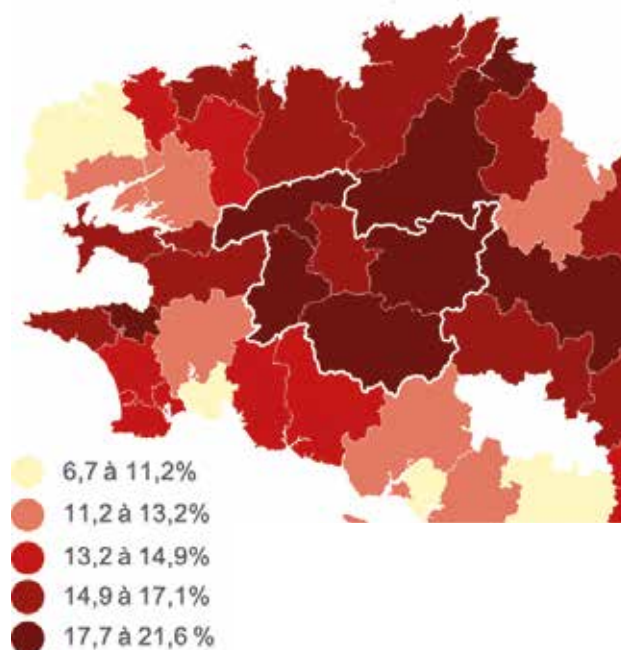 6,7 à 11,2%
11,2 à 13,2%
13,2 à 14,9%
14,9 à 17,1%
17,7 à 21,6 %